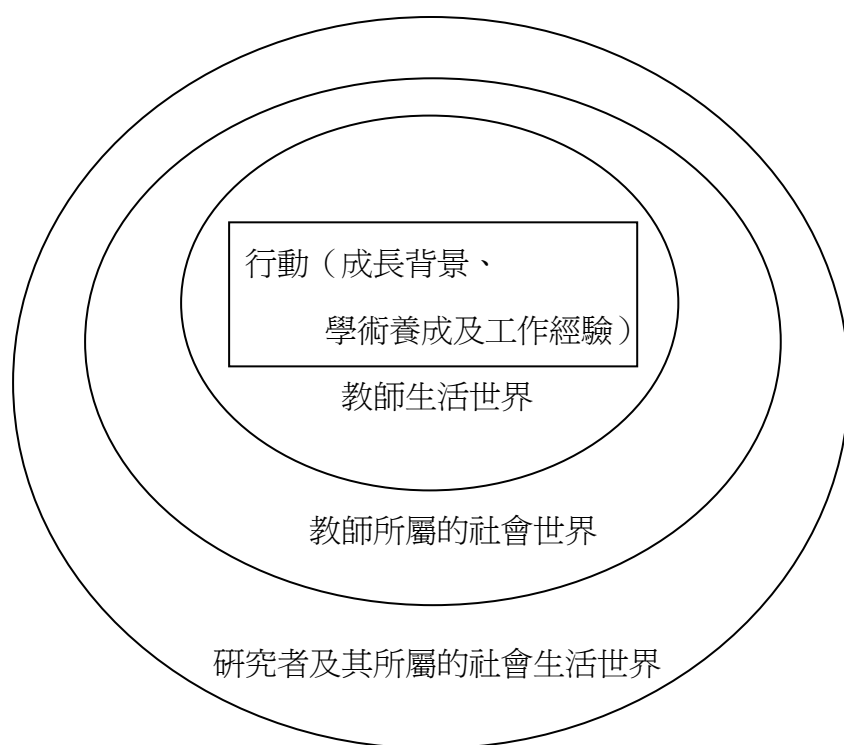 行動（成長背景、
學術養成及工作經驗）
教師生活世界
教師所屬的社會世界
研究者及其所屬的社會生活世界